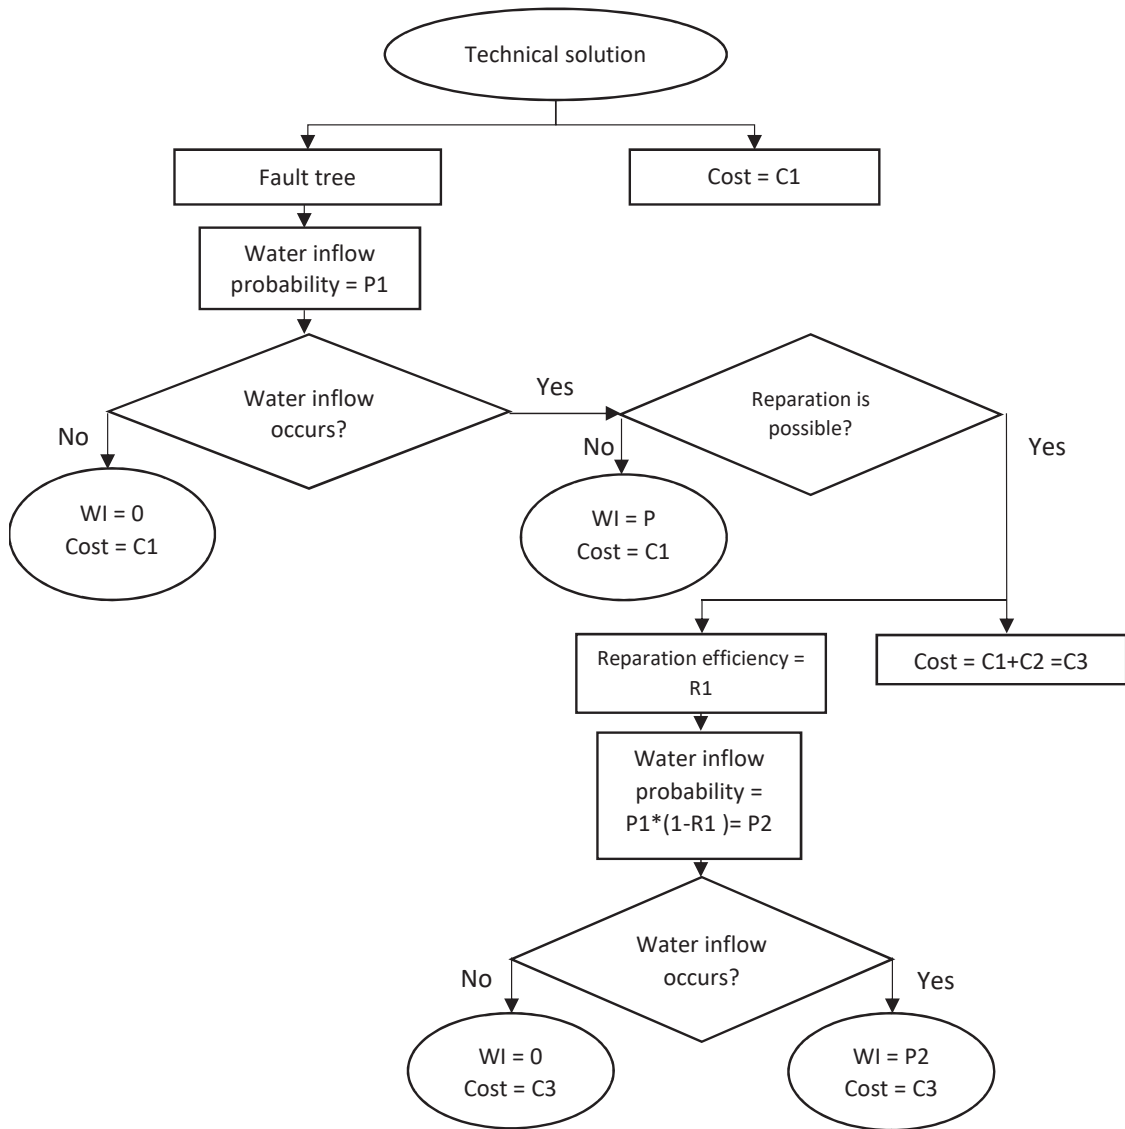 Technical solution
Fault tree
Cost = C1
Water inflow
probability = P1
Water inflow
occurs?
Yes
Reparation is
possible?
No
WI = 0
Cost = C1
No
WI = P
Cost = C1
Yes
Reparation efficiency =
R1
Cost = C1+C2 =C3
Water inflow
probability =
P1*(1-R1 )= P2
Water inflow
occurs?
No
Yes
WI = 0
Cost = C3
WI = P2
Cost = C3